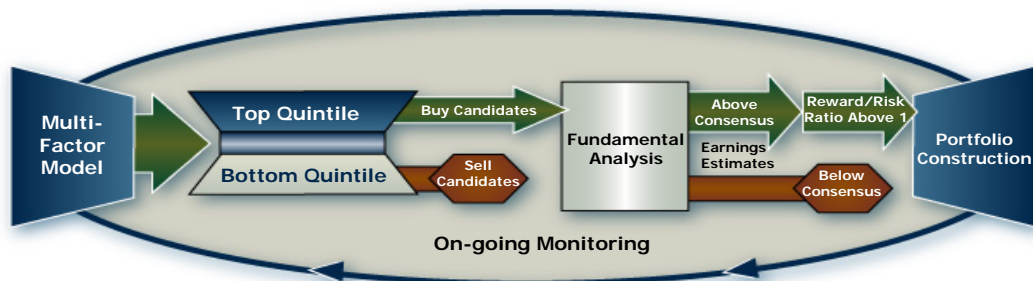 Multi-
Factor
Model
Top Quintile
Bottom Quintile
Buy Candidates
Sell
Candidates
Fundamental
Analysis
Above
Consensus
Earnings
Estimates
Below
Consensus
Reward/Risk
Ratio Above 1
Portfolio
Construction
On-going Monitoring